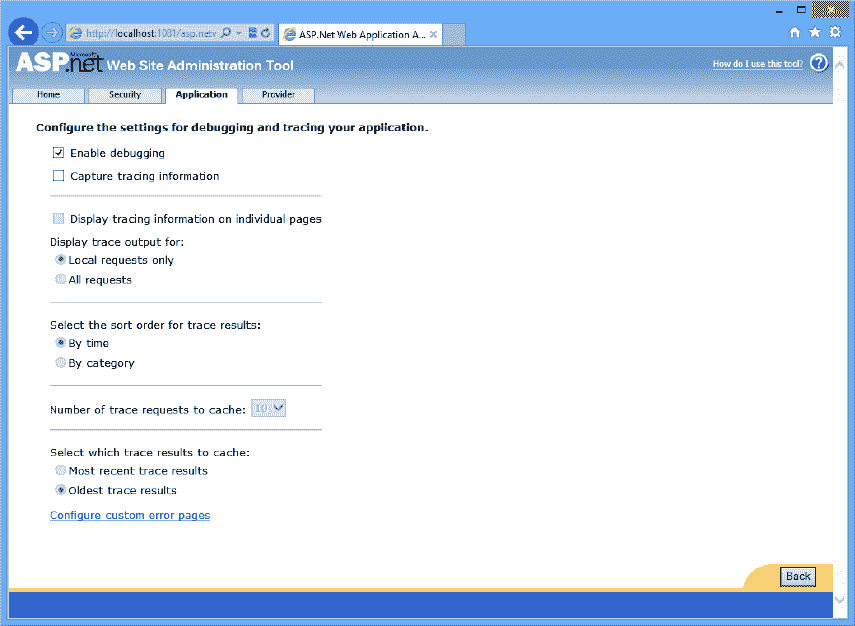 http://localhost:1081/asp.netv
ASP.Net Web Application A...
ASP.net Microsoft Web Site Administration Tool
How do I use this tool?
Home Security Application Provider
Configure the settings for debugging and tracing your application.
Enable debugging
Capture tracing information
Display tracing information on individual pages
Display trace output for:
Local requests only
All requests
Select the sort order for trace results:
By time
By category
Number of trace requests to cache: 10
Select which trace results to cache:
Most recent trace results
Oldest trace results
Configure custom error pages
Back